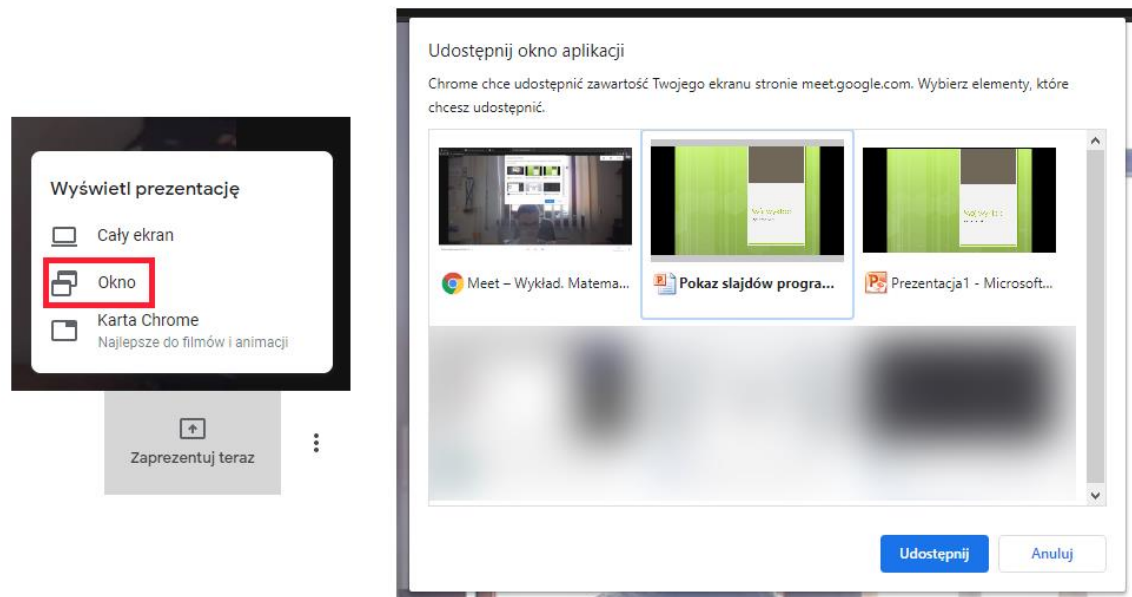 Wyświetl prezentację
Cały ekran
Okno
Karta Chrome
Najlepsze do filmów i animacji
Zaprezentuj teraz
Udostępnij okno aplikacji
Chrome chce udostępnić zawartość Twojego ekranu stronie meet.google.com. Wybierz elementy, które
chcesz udostępnić.
Meet – Wykład. Matema...
Pokaz slajdów progra...
Prezentacja1 - Microsoft...
Udostępnij
Anuluj